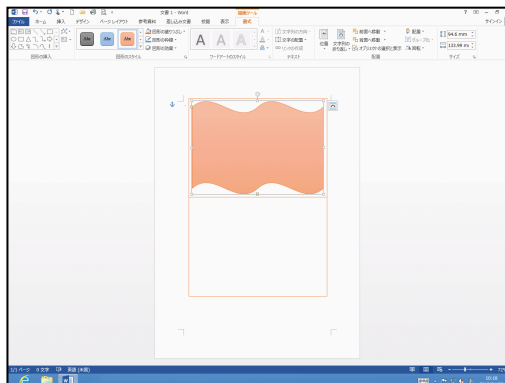 文書 1 - Word
描画ツール
サインイン
ファイル ホーム 挿入 デザイン ページ レイアウト 参考資料 差し込み文書 校閲 表示 書式
図形の塗りつぶし 文字列の方向 前面へ移動 配置
Abc Abc Abc 図形の枠線 A A A 文字の配置 位置 文字列の 背面へ移動 グループ化 94.6 mm
図形の効果 リンクの作成 折り返し オブジェクトの選択と表示 回転 133.99 m
図形の挿入 図形のスタイル ワードアートのスタイル テキスト 配置 サイズ
1/1 ページ 0 文字 英語 (米国) 72%
10:18